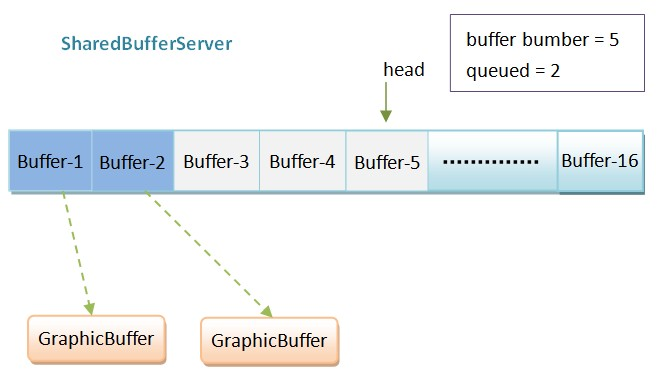 SharedBufferServer
buffer bumber = 5
queued = 2
head
Buffer-1 Buffer-2 Buffer-3 Buffer-4 Buffer-5 .............. Buffer-16
GraphicBuffer GraphicBuffer